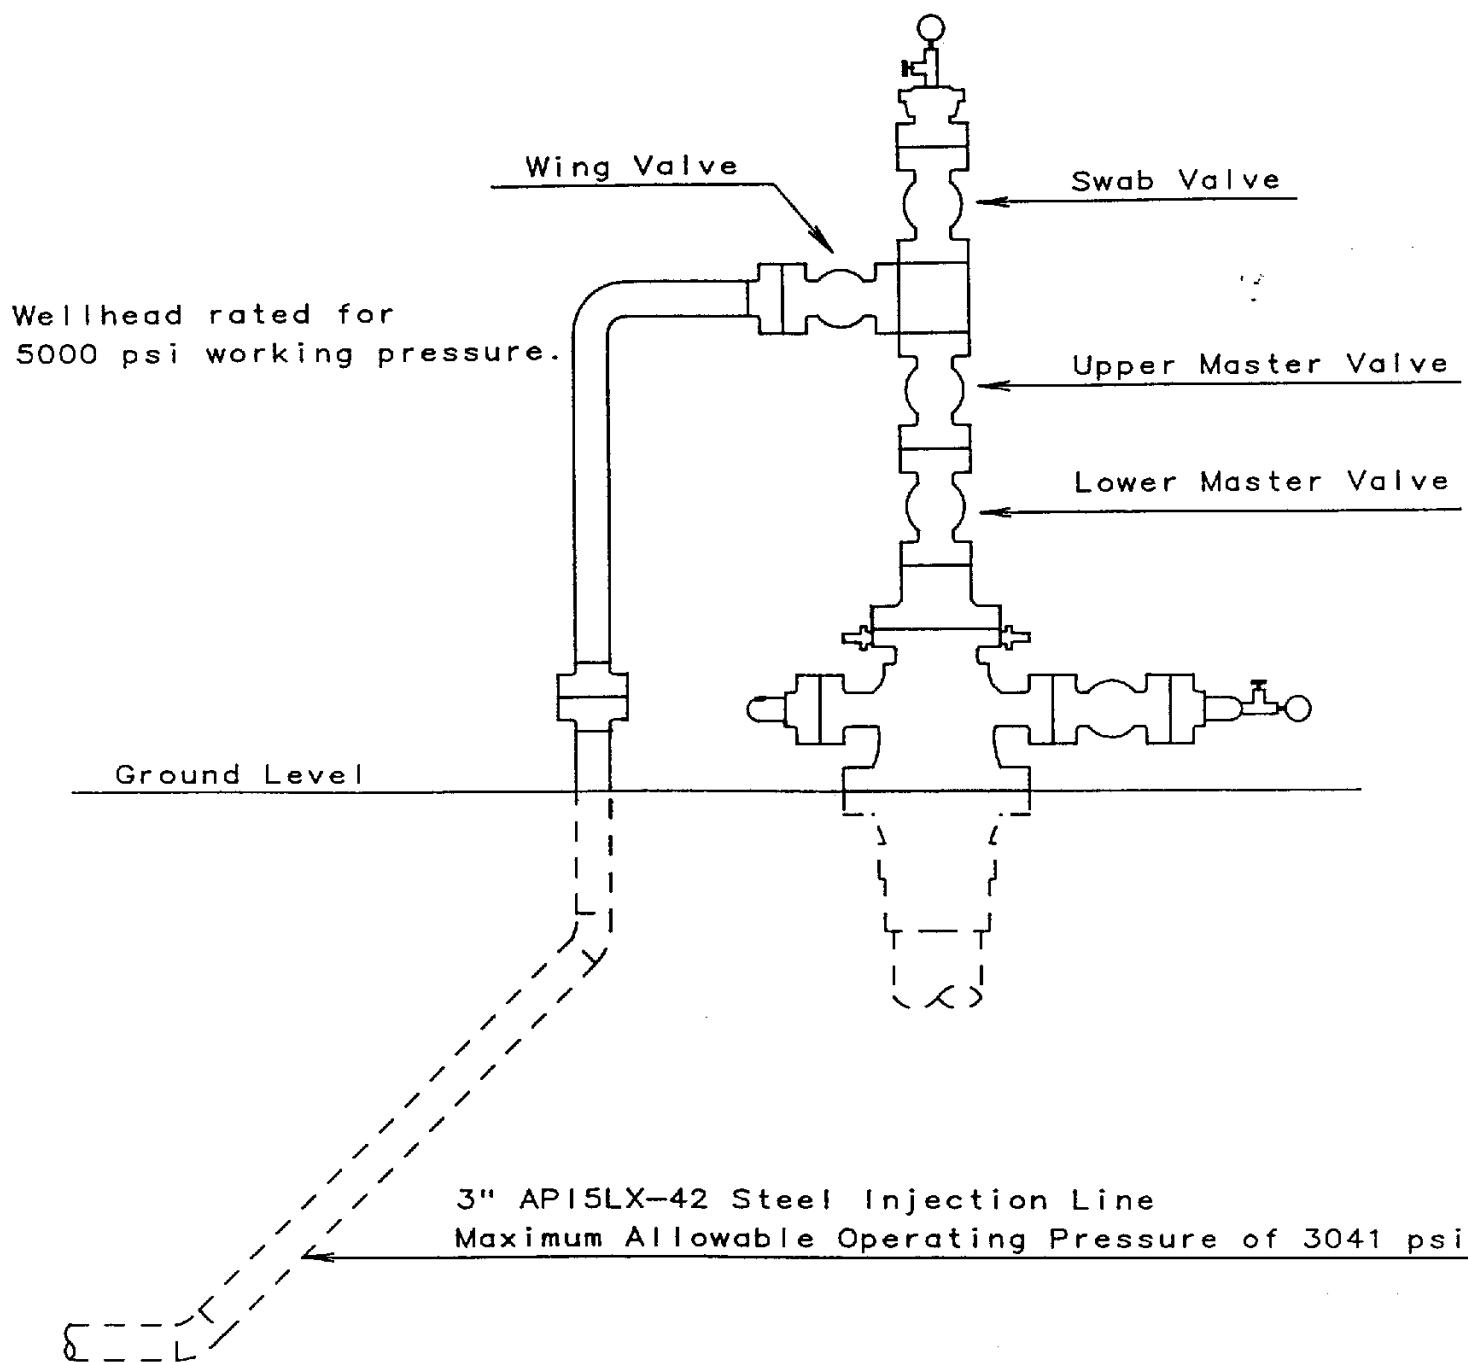 Wing Valve
Swab Valve
Wellhead rated for
5000 psi working pressure.
Upper Master Valve
Lower Master Valve
Ground Level
3" API5LX-42 Steel Injection Line
Maximum Allowable Operating Pressure of 3041 psi